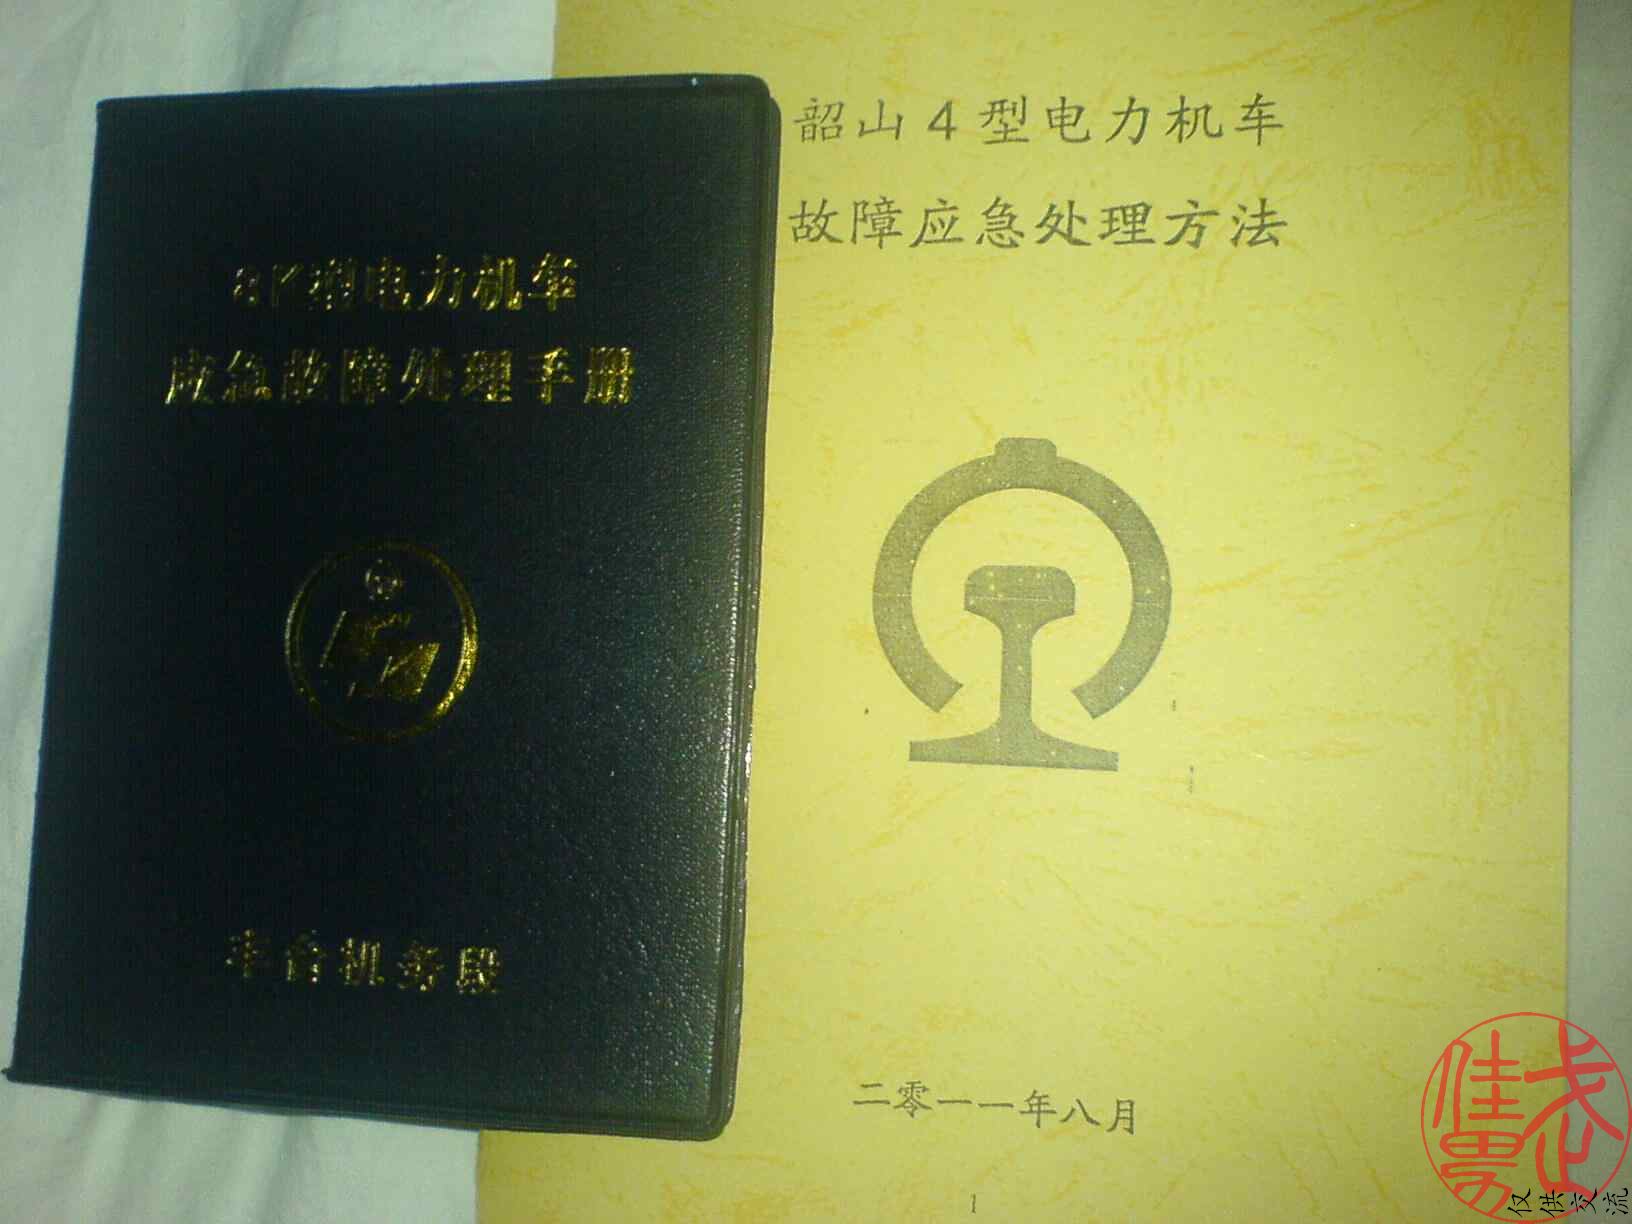 8K型电力机车
应急故障处理手册
丰台机务段
韶山4型电力机车
故障应急处理方法
二零一一年八月
1
仅供交流